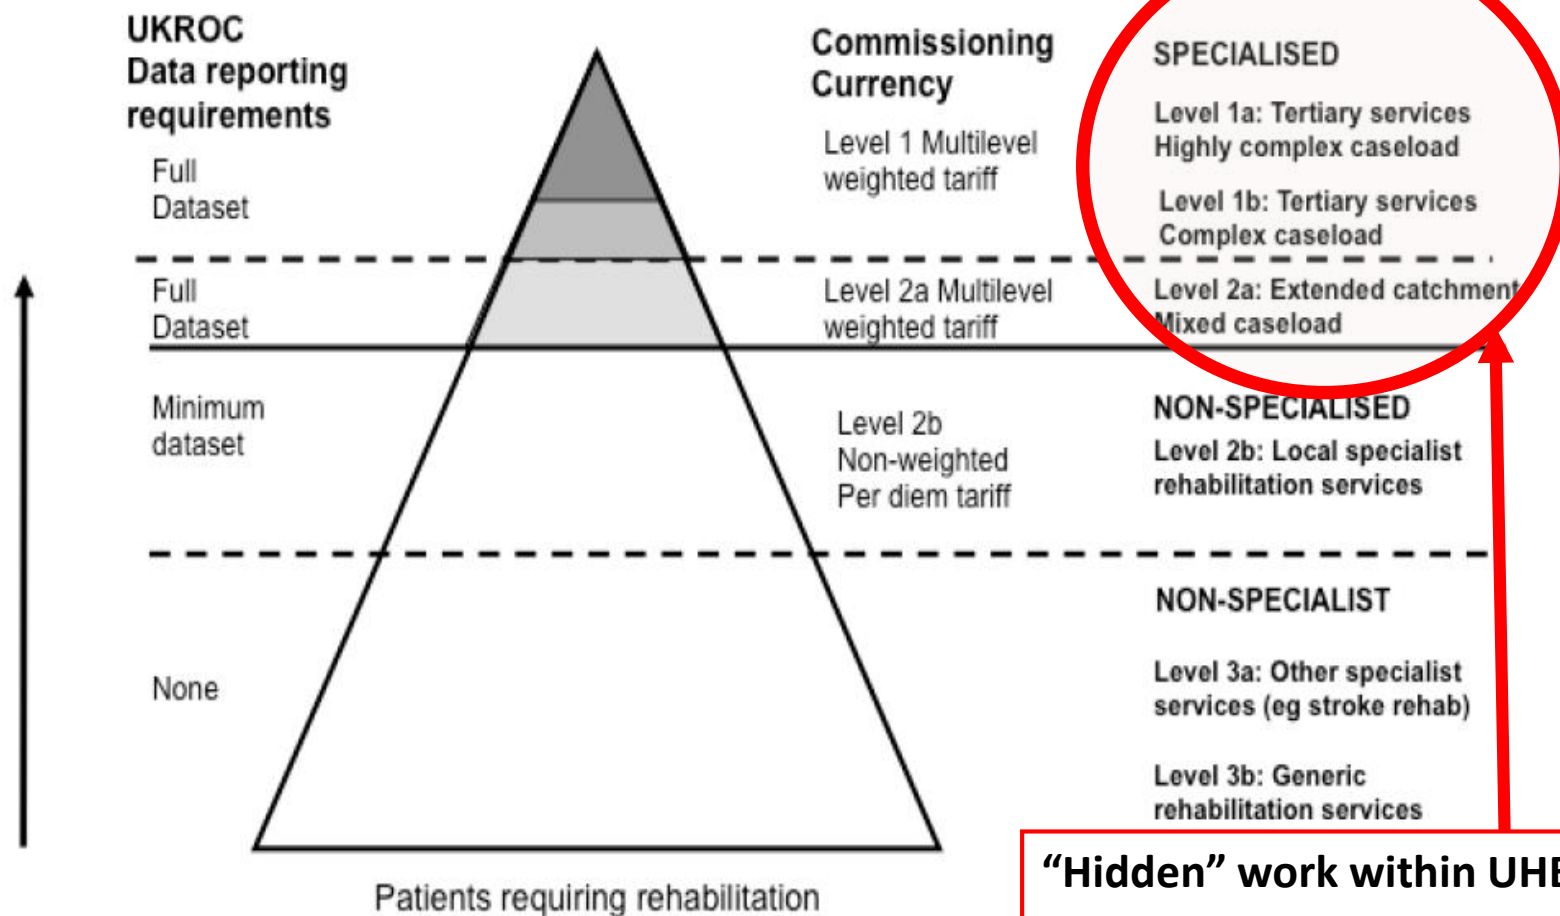 UKROC
Data reporting
requirements
Full
Dataset
Full
Dataset
Minimum
dataset
None
Patients requiring rehabilitation
Commissioning
Currency
Level 1 Multilevel
weighted tariff
Level 2a Multilevel
weighted tariff
Level 2b
Non-weighted
Per diem tariff
SPECIALISED
Level 1a: Tertiary services
Highly complex caseload
Level 1b: Tertiary services
Complex caseload
Level 2a: Extended catchment
Mixed caseload
NON-SPECIALISED
Level 2b: Local specialist
rehabilitation services
NON-SPECIALIST
Level 3a: Other specialist
services (eg stroke rehab)
Level 3b: Generic
rehabilitation services
“Hidden” work within